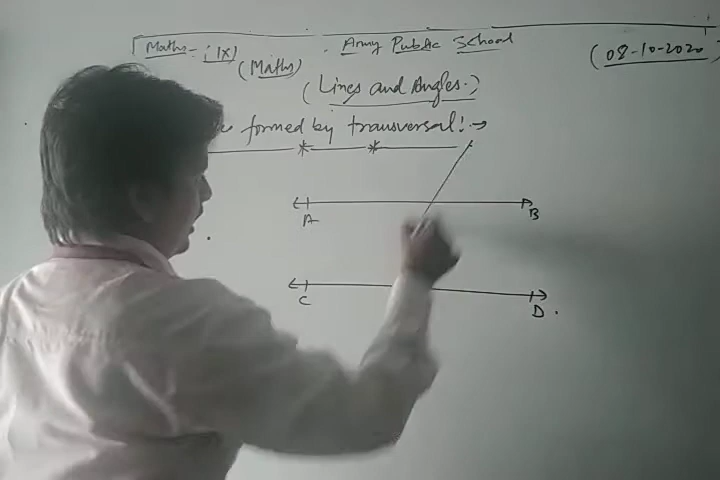 Maths - IX) . Army Public School
(Maths) (08-10-2020)
(Lines and Angles.)
formed by transversal! →
A B
C D.